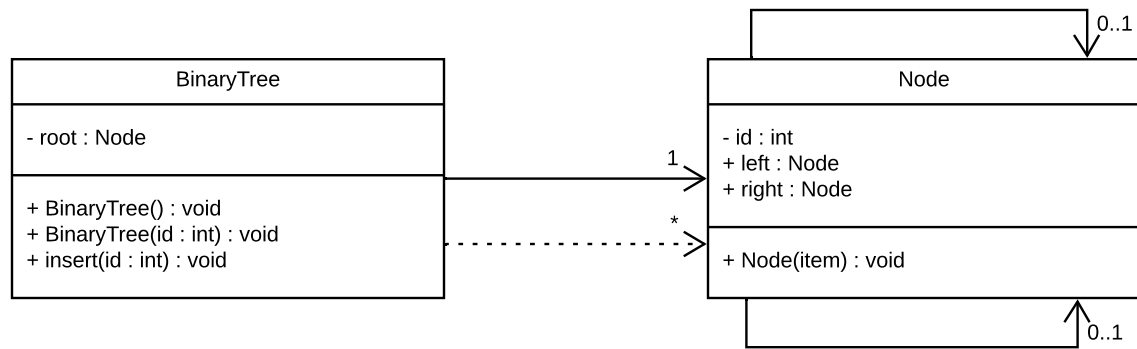 BinaryTree
- root : Node
+ BinaryTree() : void
+ BinaryTree(id : int) : void
+ insert(id : int) : void
1
*
0..1
Node
- id : int
+ left : Node
+ right : Node
+ Node(item) : void
0..1